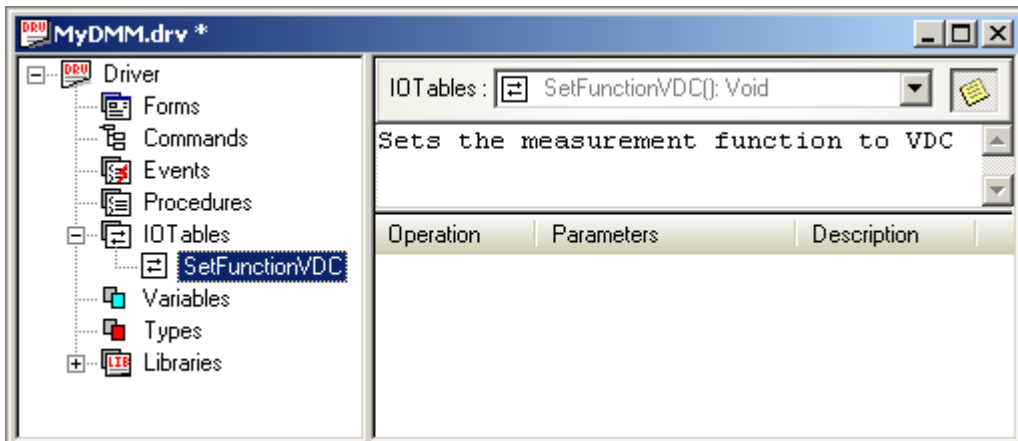 MyDMM.drv *
Driver
Forms
Commands
Events
Procedures
IOTables
SetFunctionVDC
Variables
Types
Libraries
IOTables : SetFunctionVDC(): Void
Sets the measurement function to VDC
Operation Parameters Description